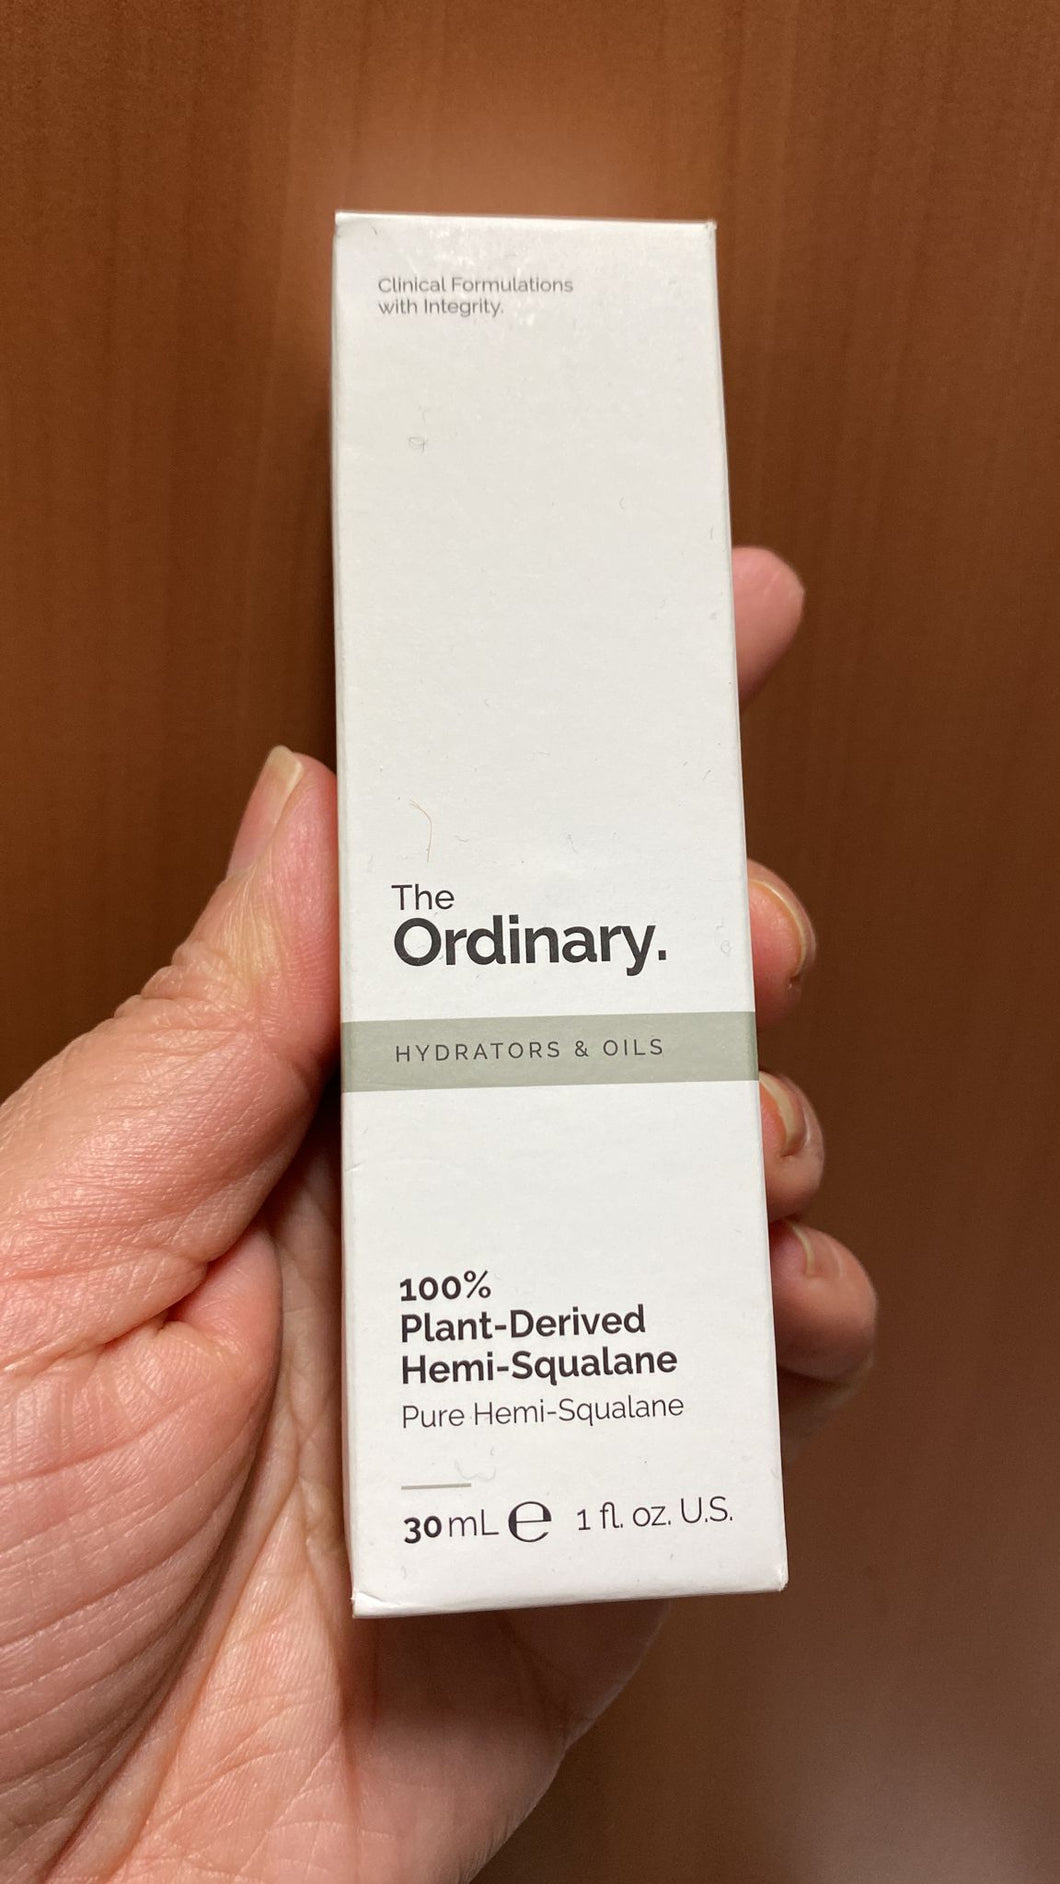 Clinical Formulations
with Integrity.
The
Ordinary.
HYDRATORS & OILS
100%
Plant-Derived
Hemi-Squalane
Pure Hemi-Squalane
30 mL ℮ 1 fl. oz. U.S.